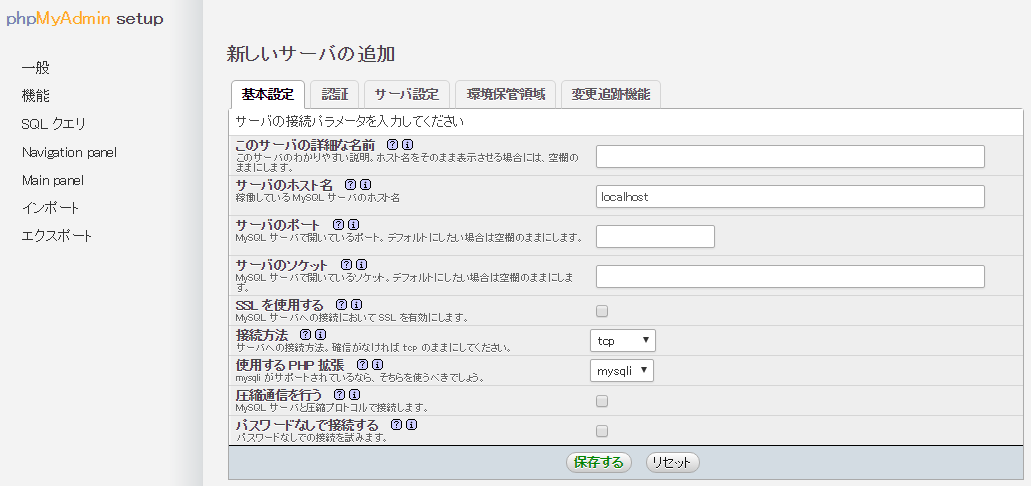 phpMyAdmin setup
一般
機能
SQL クエリ
Navigation panel
Main panel
インポート
エクスポート
新しいサーバの追加
基本設定 認証 サーバ設定 環境保管領域 変更追跡機能
サーバの接続パラメータを入力してください
このサーバの詳細な名前
このサーバのわかりやすい説明。ホスト名をそのまま表示させる場合には、空欄の
ままにします。
サーバのホスト名
稼働している MySQL サーバのホスト名
localhost
サーバのポート
MySQL サーバで開いているポート。デフォルトにしたい場合は空欄のままにします。
サーバのソケット
MySQL サーバで開いているソケット。デフォルトにしたい場合は空欄のままにしま
す。
SSL を使用する
MySQL サーバへの接続において SSL を有効にします。
接続方法
サーバへの接続方法。確信がなければ tcp のままにしてください。
tcp
使用する PHP 拡張
mysqli がサポートされているなら、そちらを使うべきでしょう。
mysqli
圧縮通信を行う
MySQL サーバと圧縮プロトコルで接続します。
パスワードなしで接続する
パスワードなしでの接続を試みます。
保存する リセット